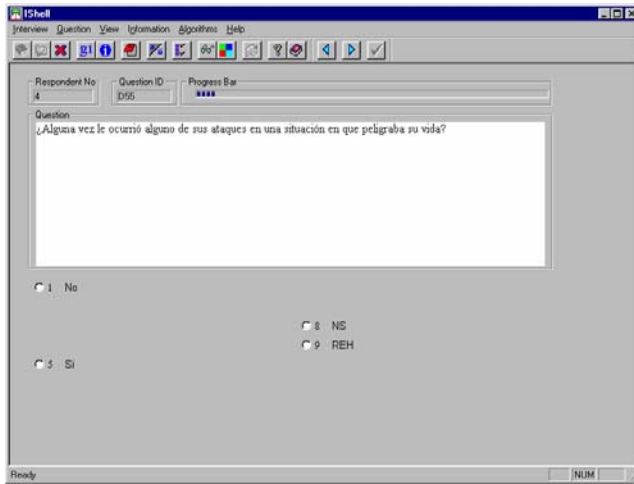 IShell
Interview Question View Information Algorithms Help
Respondent No
4
Question ID
D55
Progress Bar
Question
¿Alguna vez le ocurrió alguno de sus ataques en una situación en que peligraba su vida?
1 No
8 NS
9 REH
5 Si
Ready
NUM